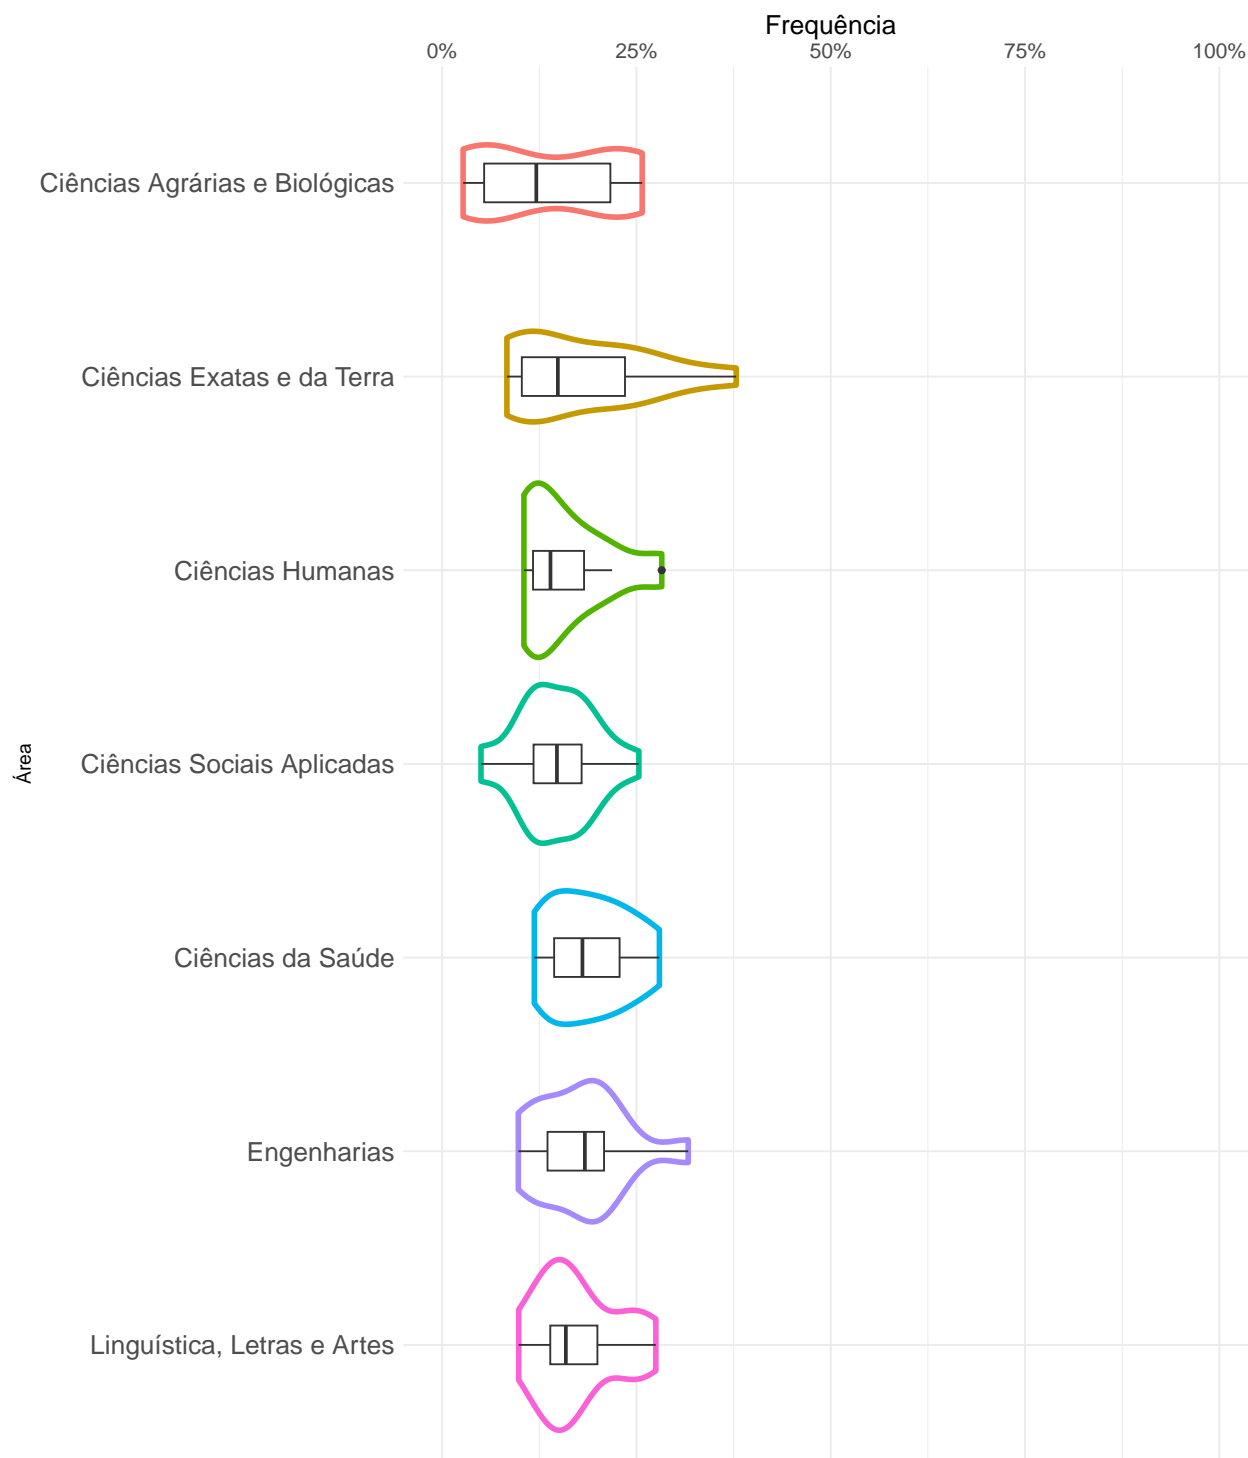 Frequência
0% 25% 50% 75% 100%
Ciências Agrárias e Biológicas
Ciências Exatas e da Terra
Ciências Humanas
Ciências Sociais Aplicadas
Área
Ciências da Saúde
Engenharias
Linguística, Letras e Artes